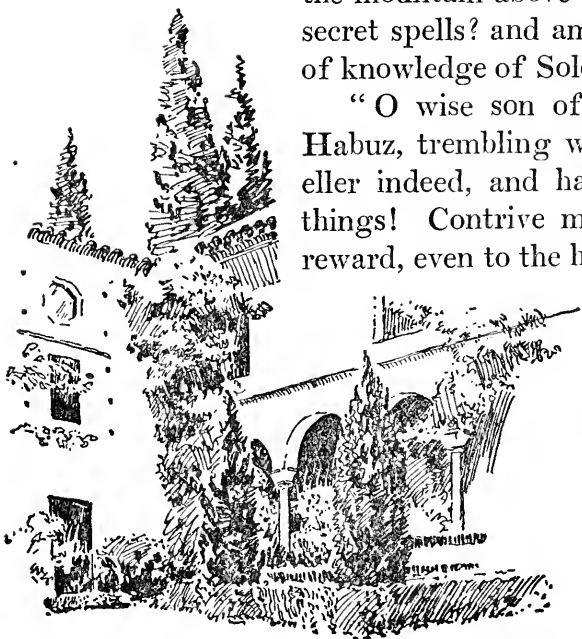 the mountain above
secret spells? and am
of knowledge of Sol
" O wise son of
Habuz, trembling w
eller indeed, and ha
things! Contrive m
reward, even to the h